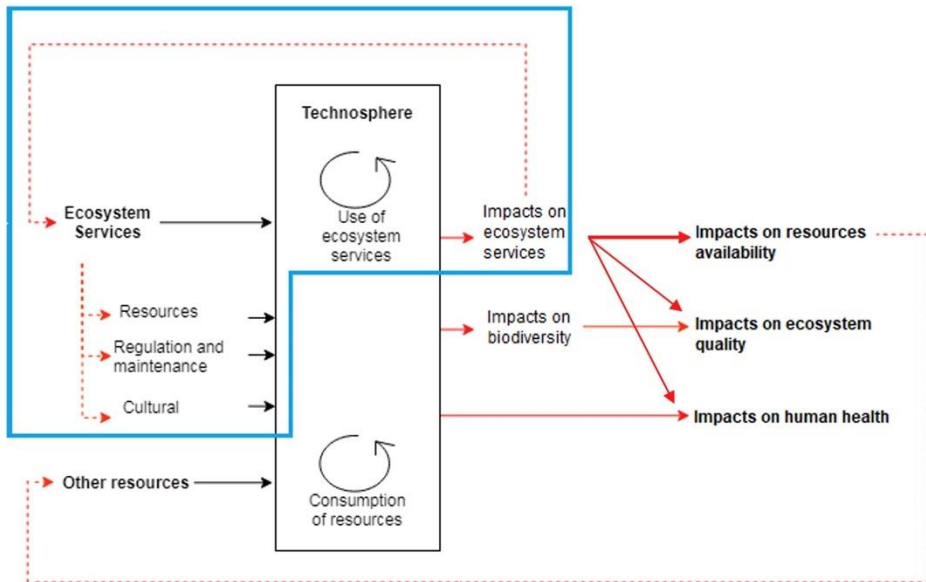 Technosphere
Ecosystem
Services
Use of
ecosystem
services
Impacts on
ecosystem
services
Impacts on resources
availability
Resources
Regulation and
maintenance
Cultural
Impacts on
biodiversity
Impacts on ecosystem
quality
Impacts on human health
Other resources
Consumption
of resources